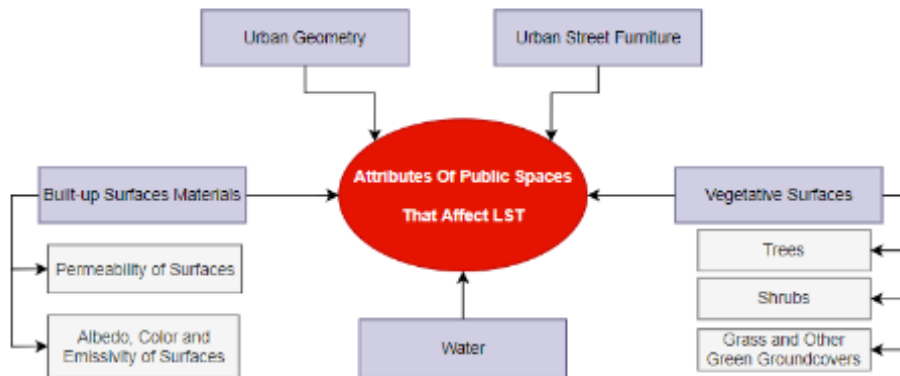 Urban Geometry
Urban Street Furniture
Attributes Of Public Spaces
That Affect LST
Built-up Surfaces Materials
Vegetative Surfaces
Permeability of Surfaces
Trees
Shrubs
Albedo, Color and
Emissivity of Surfaces
Water
Grass and Other
Green Groundcovers